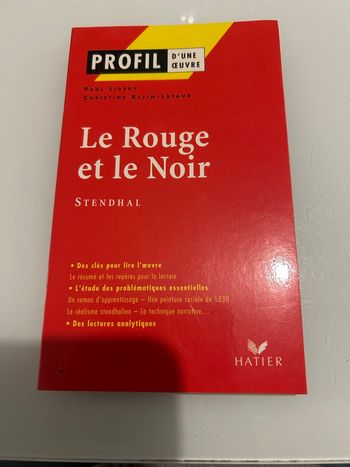 PROFIL D'UNE ŒUVRE
PAUL LIDSKY
CHRISTINE KLEIN-LATAUD
Le Rouge
et le Noir
STENDHAL
• Des clés pour lire l'œuvre
Le résumé et les repères pour la lecture
• L'étude des problématiques essentielles
Un roman d'apprentissage – Une peinture sociale de 1830
Le réalisme stendhalien – La technique narrative...
• Des lectures analytiques
HATIER